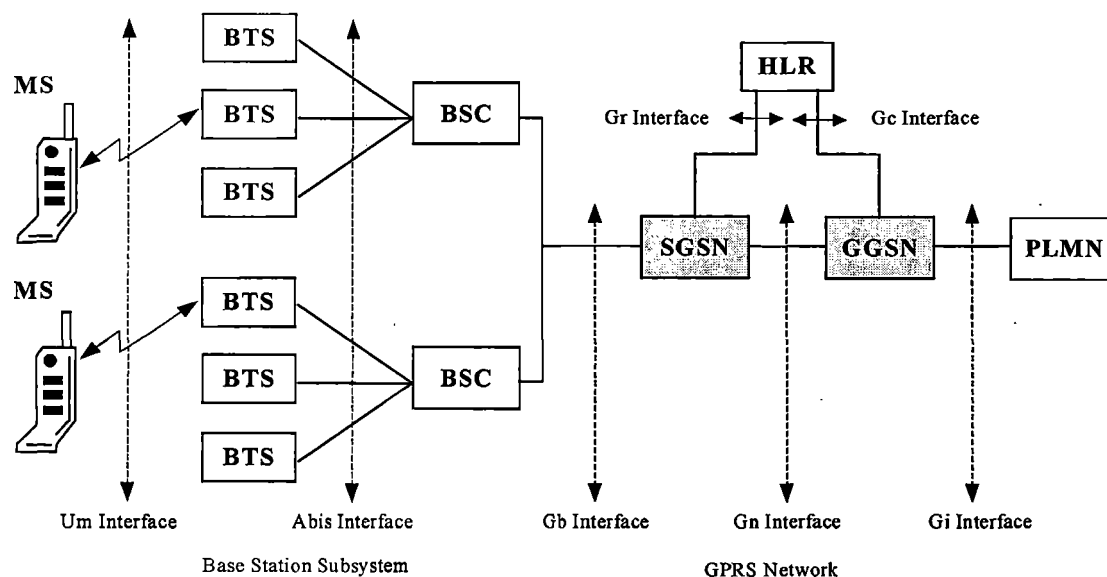 BTS
HLR
MS
BTS
BSC
Gr Interface
Gc Interface
BTS
SGSN
GGSN
PLMN
MS
BTS
BTS
BSC
BTS
Um Interface
Abis Interface
Gb Interface
Gn Interface
Gi Interface
Base Station Subsystem
GPRS Network